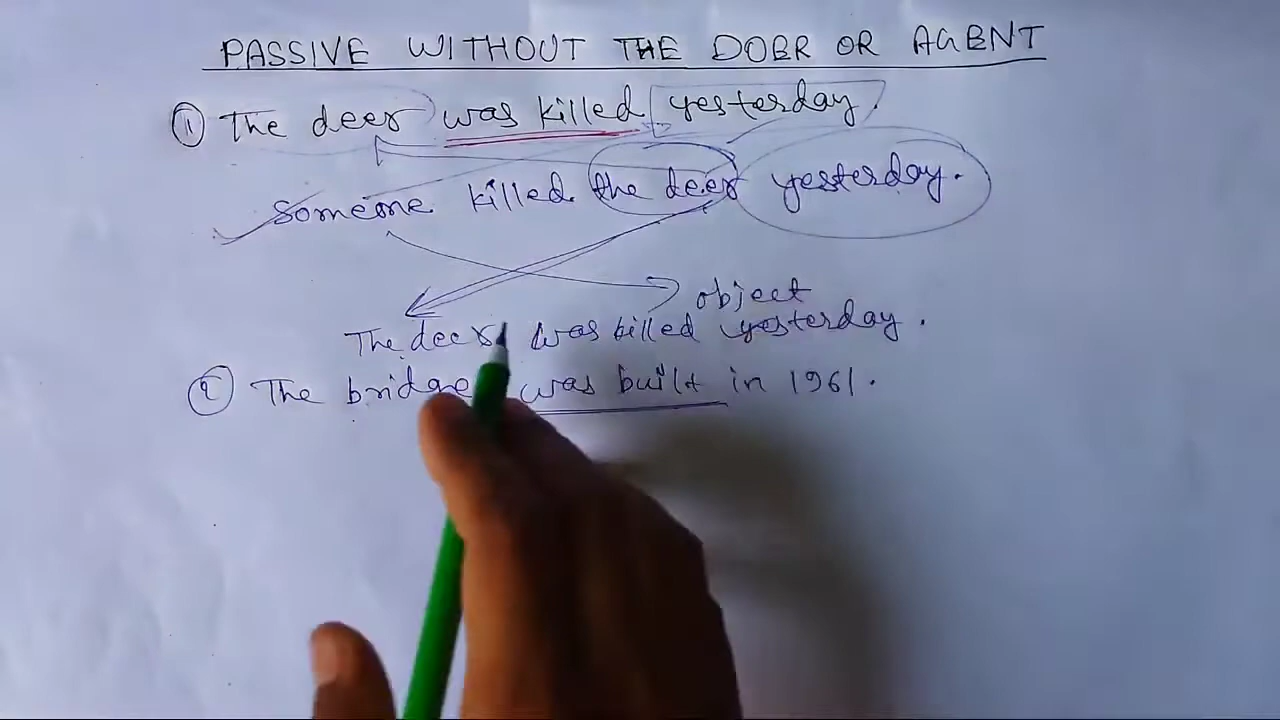 PASSIVE WITHOUT THE DOER OR AGENT
① The deer was killed yesterday.
Someone killed the deer yesterday.
object
The deer was killed yesterday.
② The bridge was built in 1961.